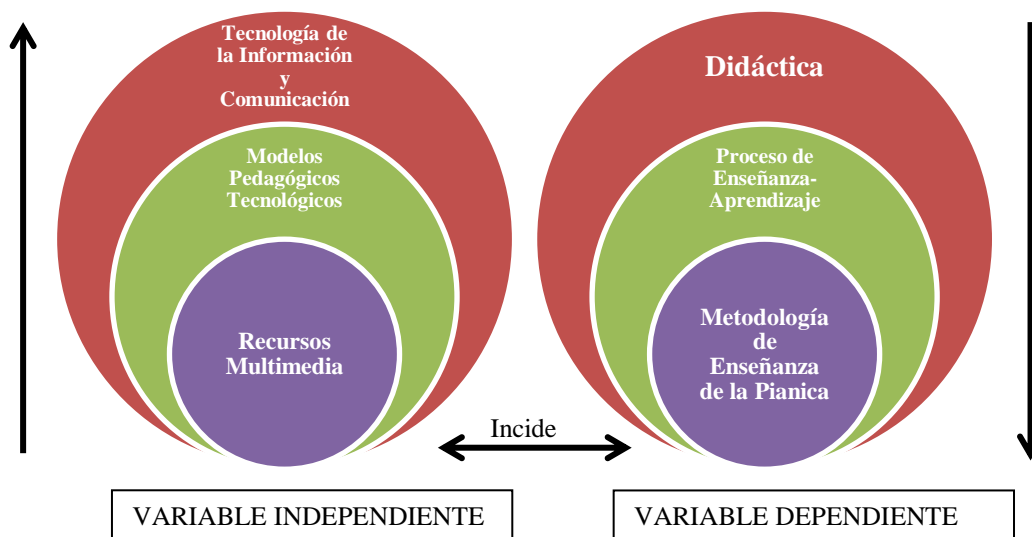 Tecnología de
la Información
y
Comunicación
Modelos
Pedagógicos
Tecnológicos
Recursos
Multimedia
Didáctica
Proceso de
Enseñanza-
Aprendizaje
Metodología
de
Enseñanza
de la Pianica
Incide
VARIABLE INDEPENDIENTE
VARIABLE DEPENDIENTE